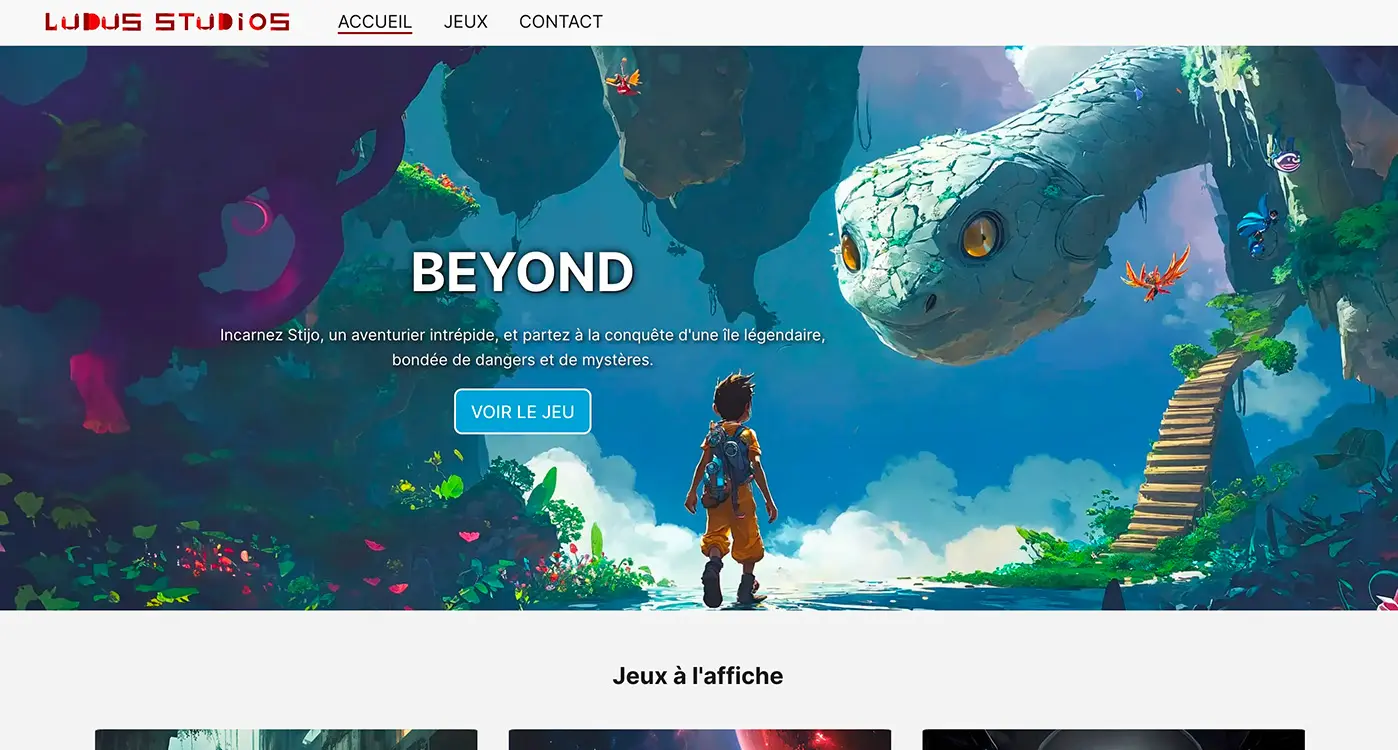 LUDUS STUDIOS
ACCUEIL JEUX CONTACT
BEYOND
Incarnez Stijo, un aventurier intrépide, et partez à la conquête d'une île légendaire,
bondée de dangers et de mystères.
VOIR LE JEU
Jeux à l'affiche